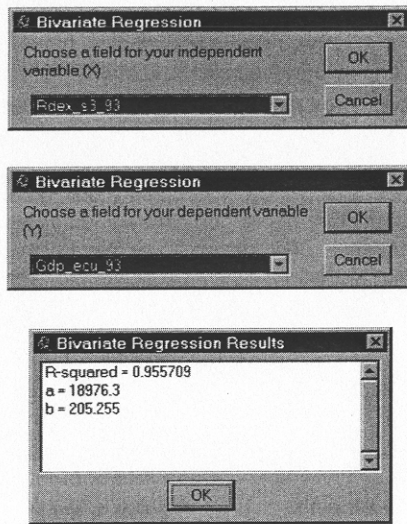 Bivariate Regression
Choose a field for your independent
variable (X)
OK
Rdex_s3_93
Cancel
Bivariate Regression
Choose a field for your dependent variable
(Y)
OK
Gdp_ecu_93
Cancel
Bivariate Regression Results
R-squared = 0.955709
a = 18976.3
b = 205.255
OK